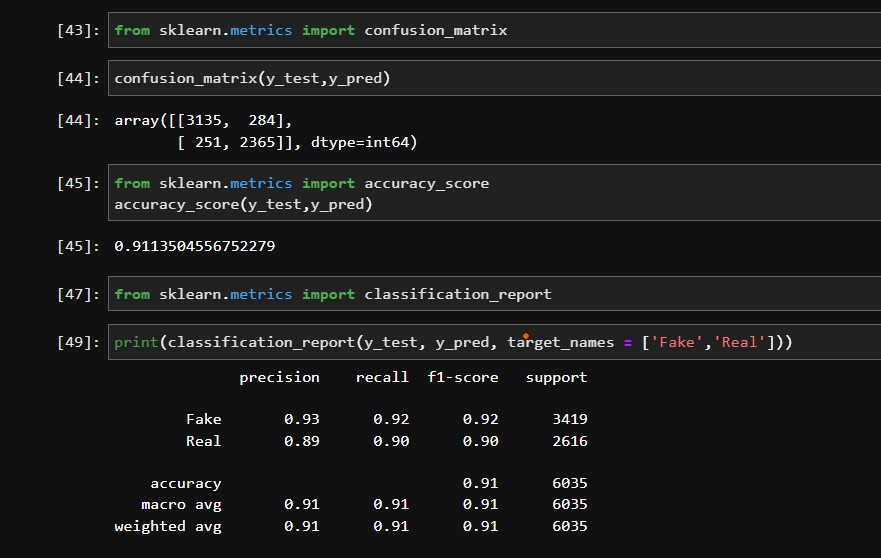 [43]: from sklearn.metrics import confusion_matrix
[44]: confusion_matrix(y_test,y_pred)
[44]: array([[3135,  284],
       [ 251, 2365]], dtype=int64)
[45]: from sklearn.metrics import accuracy_score
accuracy_score(y_test,y_pred)
[45]: 0.9113504556752279
[47]: from sklearn.metrics import classification_report
[49]: print(classification_report(y_test, y_pred, target_names = ['Fake','Real']))
precision    recall  f1-score   support
Fake       0.93      0.92      0.92      3419
Real       0.89      0.90      0.90      2616
accuracy                           0.91      6035
macro avg       0.91      0.91      0.91      6035
weighted avg       0.91      0.91      0.91      6035